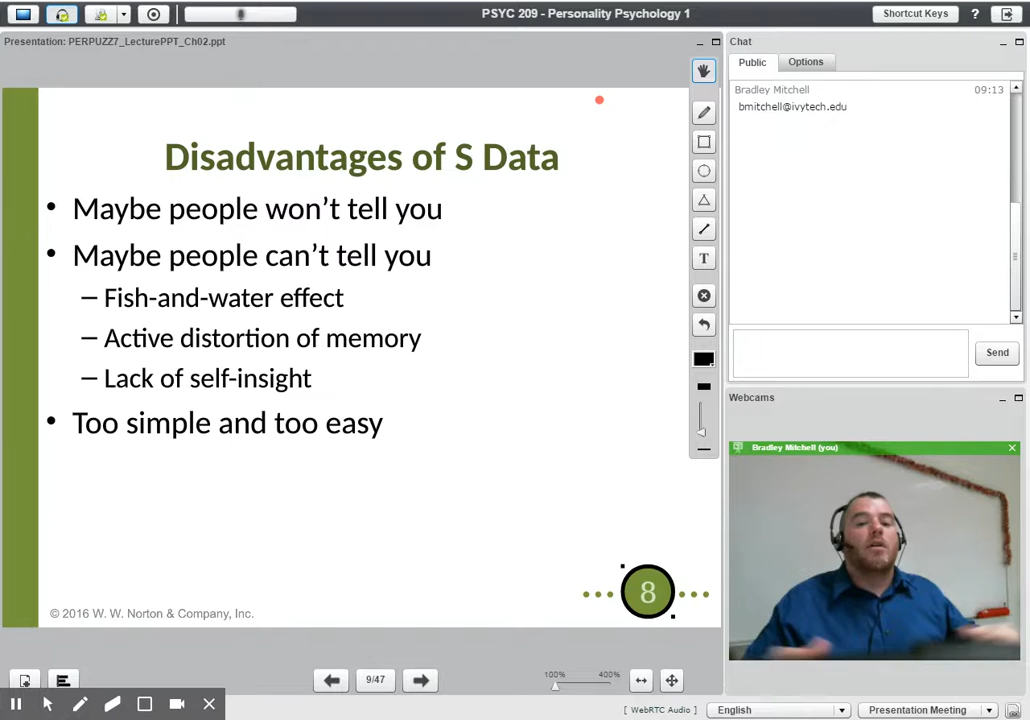 PSYC 209 - Personality Psychology 1
Shortcut Keys
?
Presentation: PERPUZZ7_LecturePPT_Ch02.ppt
Disadvantages of S Data
• Maybe people won’t tell you
• Maybe people can’t tell you
– Fish-and-water effect
– Active distortion of memory
– Lack of self-insight
• Too simple and too easy
8
© 2016 W. W. Norton & Company, Inc.
T
9/47
100% 400%
Chat
Public Options
Bradley Mitchell 09:13
bmitchell@ivytech.edu
Send
Webcams
Bradley Mitchell (you)
[ WebRTC Audio ] English Presentation Meeting